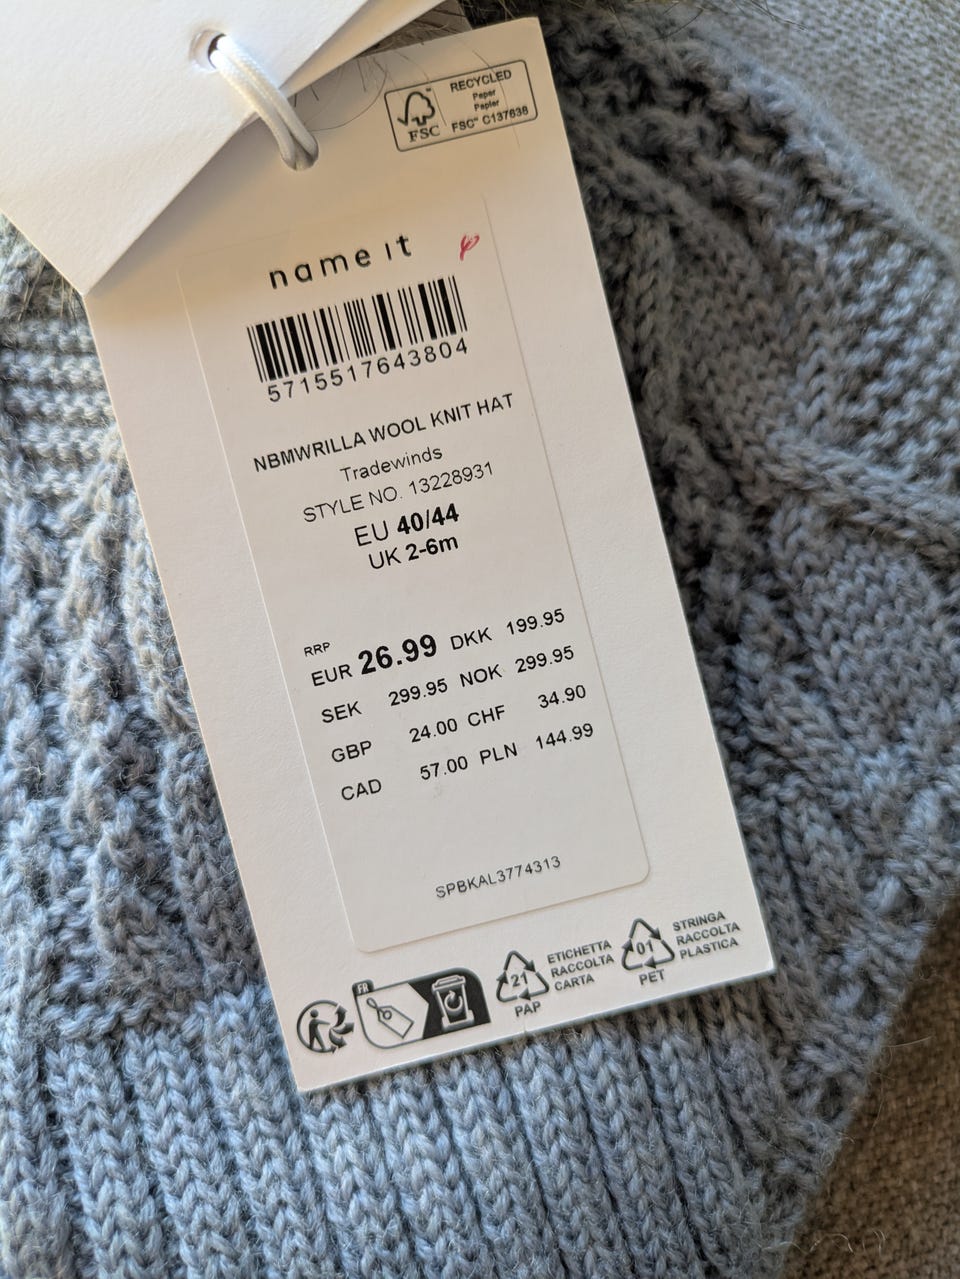 RECYCLED
Paper
Papier
FSC™ C137638
FSC
name it
5715517643804
NBMWRILLA WOOL KNIT HAT
Tradewinds
STYLE NO. 13228931
EU 40/44
UK 2-6m
RRP
EUR 26.99 DKK 199.95
SEK 299.95 NOK 299.95
GBP 24.00 CHF 34.90
CAD 57.00 PLN 144.99
SPBKAL3774313
FR
21
PAP
ETICHETTA
RACCOLTA
CARTA
01
PET
STRINGA
RACCOLTA
PLASTICA